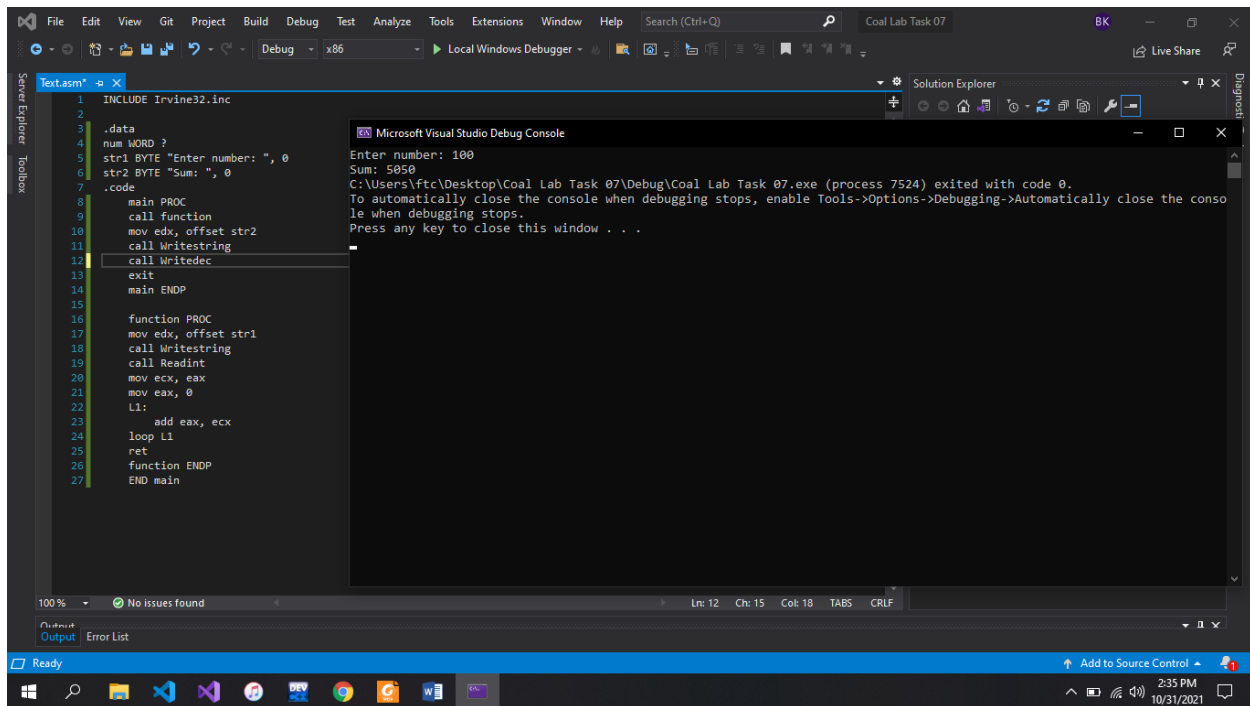 File Edit View Git Project Build Debug Test Analyze Tools Extensions Window Help Search (Ctrl+Q) Coal Lab Task 07 BK
Debug x86 Local Windows Debugger Live Share
Server Explorer
Toolbox
Text.asm*
1 INCLUDE Irvine32.inc
2
3 .data
4 num WORD ?
5 str1 BYTE "Enter number: ", 0
6 str2 BYTE "Sum: ", 0
7 .code
8 main PROC
9 call function
10 mov edx, offset str2
11 call Writestring
12 call Writedec
13 exit
14 main ENDP
15
16 function PROC
17 mov edx, offset str1
18 call Writestring
19 call Readint
20 mov ecx, eax
21 mov eax, 0
22 L1:
23 add eax, ecx
24 loop L1
25 ret
26 function ENDP
27 END main
Solution Explorer
Microsoft Visual Studio Debug Console
Enter number: 100
Sum: 5050
C:\Users\ftc\Desktop\Coal Lab Task 07\Debug\Coal Lab Task 07.exe (process 7524) exited with code 0.
To automatically close the console when debugging stops, enable Tools->Options->Debugging->Automatically close the conso
le when debugging stops.
Press any key to close this window . . .
100 % No issues found Ln: 12 Ch: 15 Col: 18 TABS CRLF
Output
Output Error List
Ready Add to Source Control 1
DEV
2:35 PM
10/31/2021